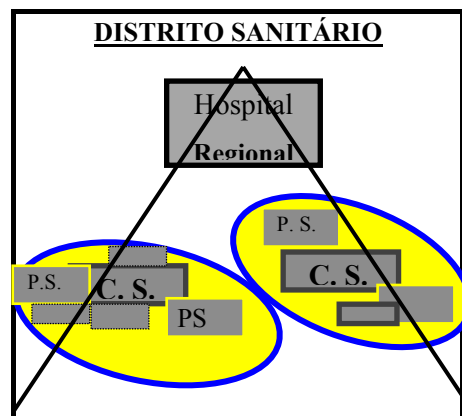 DISTRITO SANITÁRIO
Hospital
Regional
P. S.
C. S.
P.S.
C. S.
PS